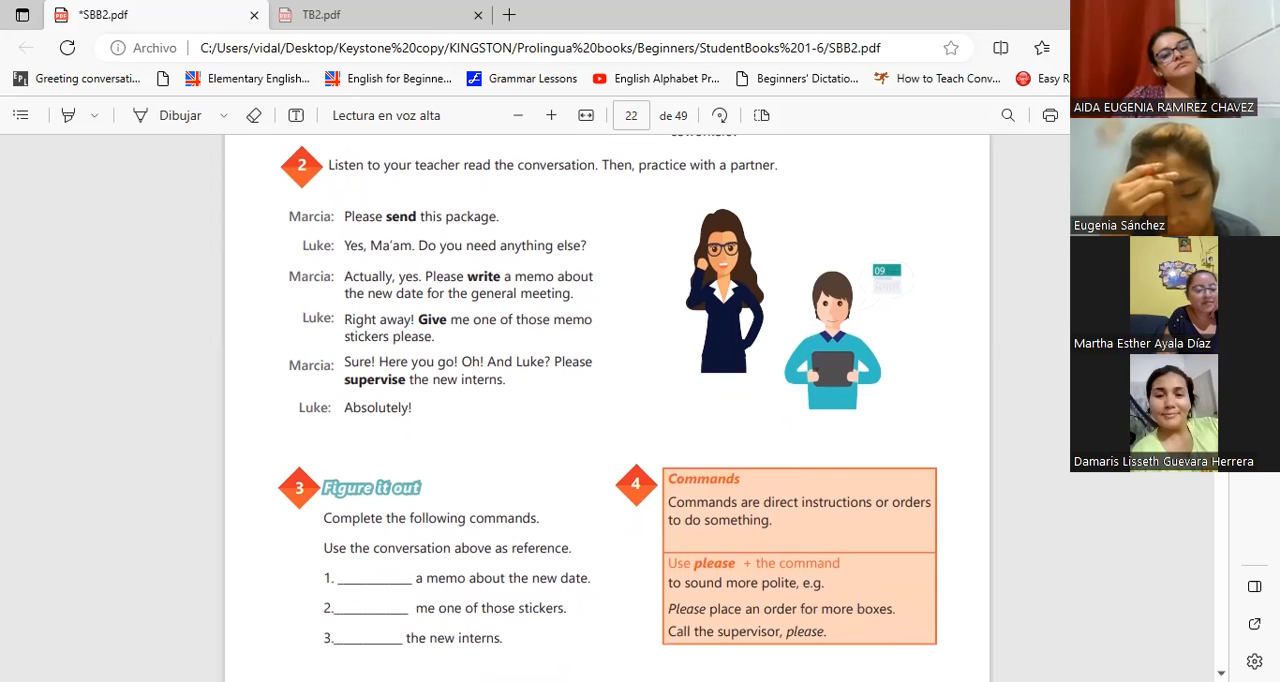 *SBB2.pdf
TB2.pdf
Archivo
C:/Users/vidal/Desktop/Keystone%20copy/KINGSTON/Prolingua%20books/Beginners/StudentBooks%201-6/SBB2.pdf
Greeting conversati...
Elementary English...
English for Beginne...
Grammar Lessons
English Alphabet Pr...
Beginners' Dictatio...
How to Teach Conv...
Easy R
Dibujar
Lectura en voz alta
22
de 49
2
Listen to your teacher read the conversation. Then, practice with a partner.
Marcia: Please send this package.
Luke: Yes, Ma'am. Do you need anything else?
Marcia: Actually, yes. Please write a memo about
the new date for the general meeting.
Luke: Right away! Give me one of those memo
stickers please.
Marcia: Sure! Here you go! Oh! And Luke? Please
supervise the new interns.
Luke: Absolutely!
09
3
Figure it out
Complete the following commands.
Use the conversation above as reference.
1. ___________ a memo about the new date.
2.___________ me one of those stickers.
3.__________ the new interns.
4
Commands
Commands are direct instructions or orders
to do something.
Use please + the command
to sound more polite, e.g.
Please place an order for more boxes.
Call the supervisor, please.
AIDA EUGENIA RAMIREZ CHAVEZ
Eugenia Sánchez
Martha Esther Ayala Díaz
Damaris Lisseth Guevara Herrera